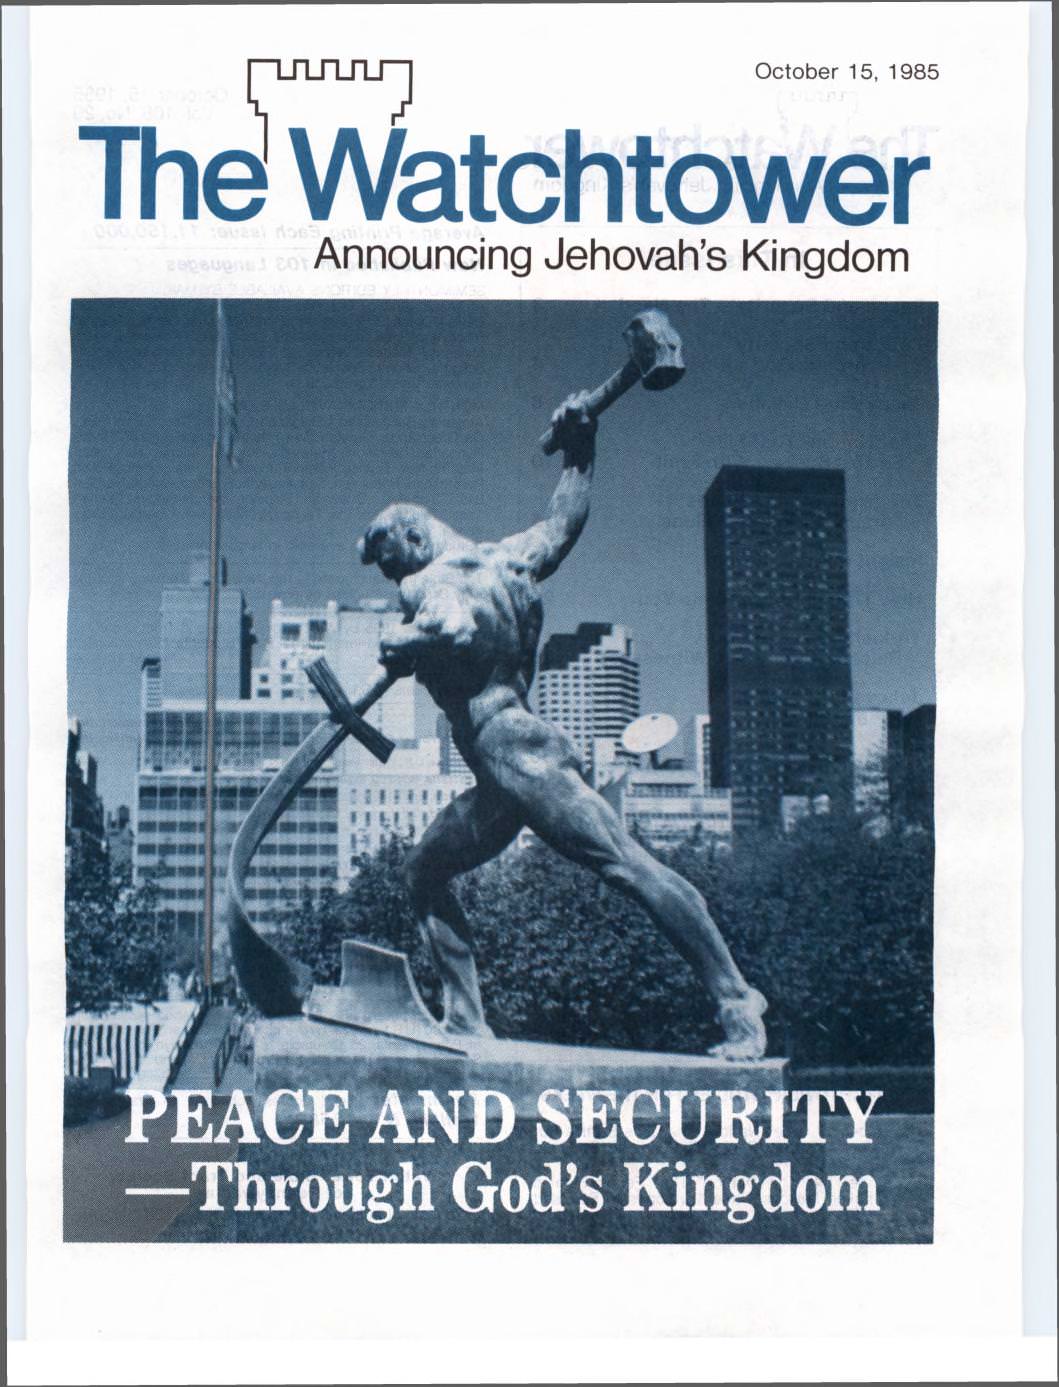 October 15, 1985
The Watchtower
Announcing Jehovah's Kingdom
PEACE AND SECURITY
—Through God's Kingdom